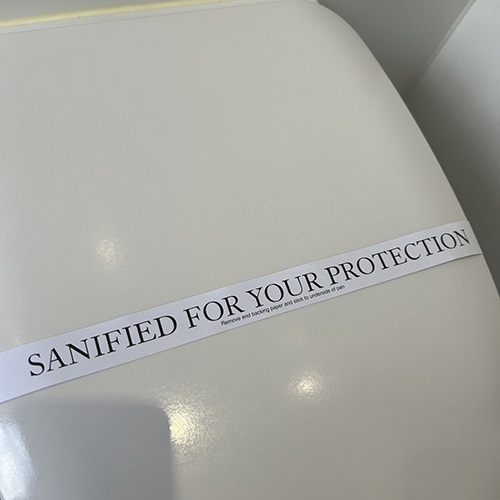 SANIFIED FOR YOUR PROTECTION
Remove end backing paper and stick to underside of pan